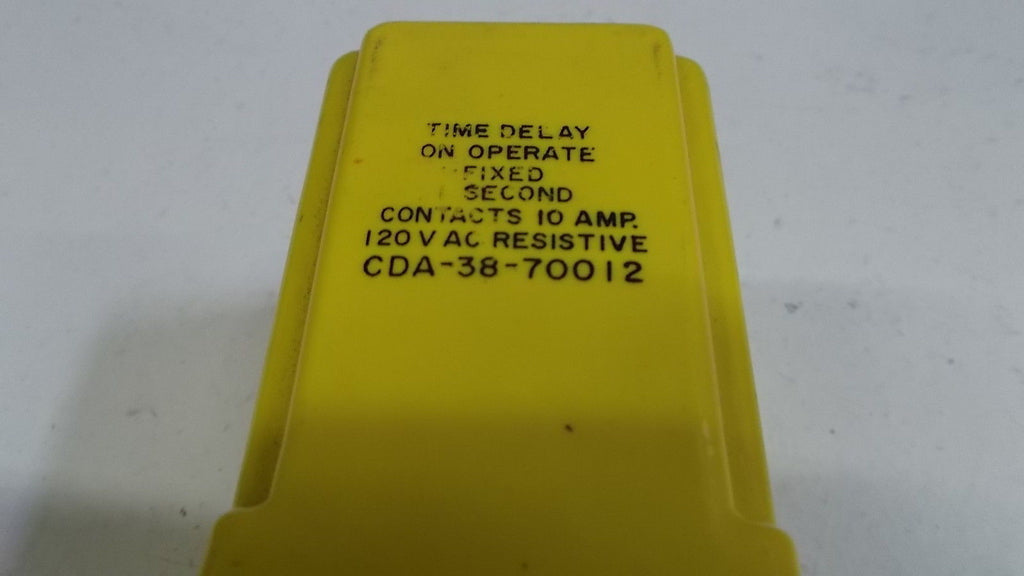 TIME DELAY
ON OPERATE
FIXED
SECOND
CONTACTS 10 AMP.
120 V AC RESISTIVE
CDA-38-70012